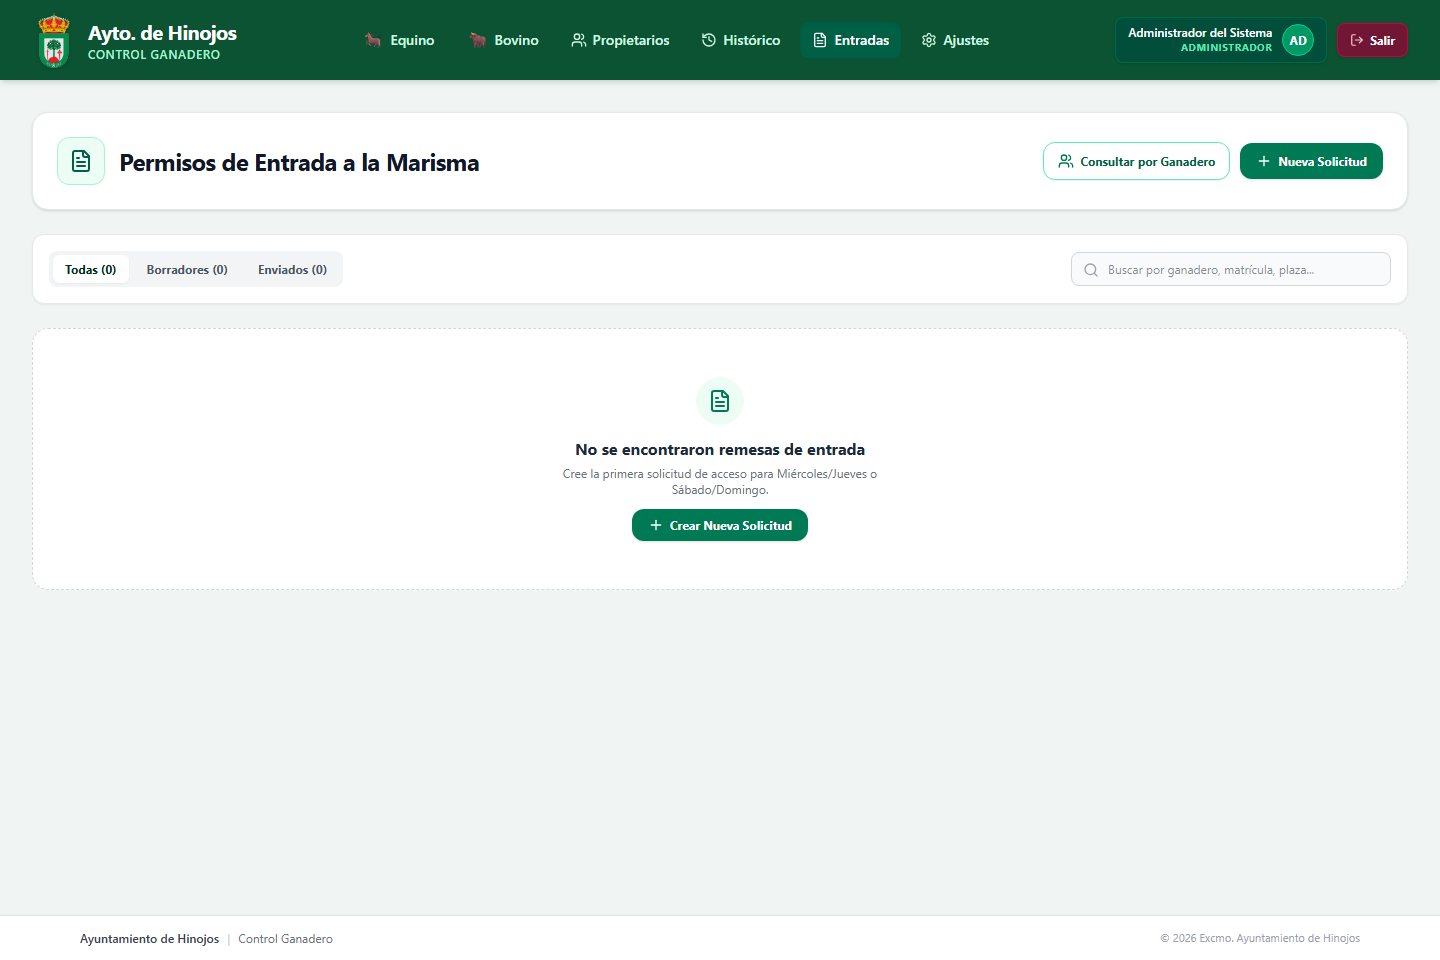 Ayto. de Hinojos
CONTROL GANADERO
Equino
Bovino
Propietarios
Histórico
Entradas
Ajustes
Administrador del Sistema
ADMINISTRADOR
AD
Salir
Permisos de Entrada a la Marisma
Consultar por Ganadero
Nueva Solicitud
Todas (0)
Borradores (0)
Enviados (0)
Buscar por ganadero, matrícula, plaza...
No se encontraron remesas de entrada
Cree la primera solicitud de acceso para Miércoles/Jueves o
Sábado/Domingo.
Crear Nueva Solicitud
Ayuntamiento de Hinojos | Control Ganadero
© 2026 Excmo. Ayuntamiento de Hinojos